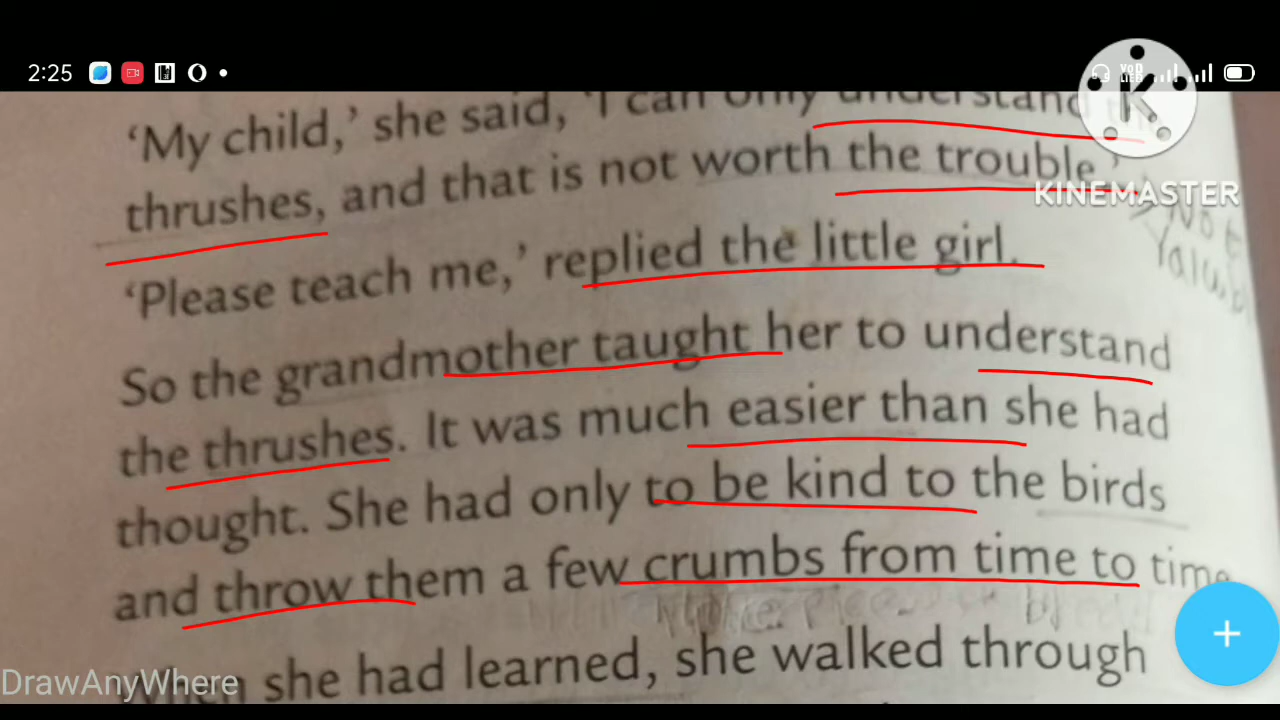 2:25
VoD
'My child,' she said, 'I can only understand
thrushes, and that is not worth the trouble.'
KINEMASTER
Not
'Please teach me,' replied the little girl.
So the grandmother taught her to understand
the thrushes. It was much easier than she had
thought. She had only to be kind to the birds
and throw them a few crumbs from time to time
When she had learned, she walked through
DrawAnyWhere